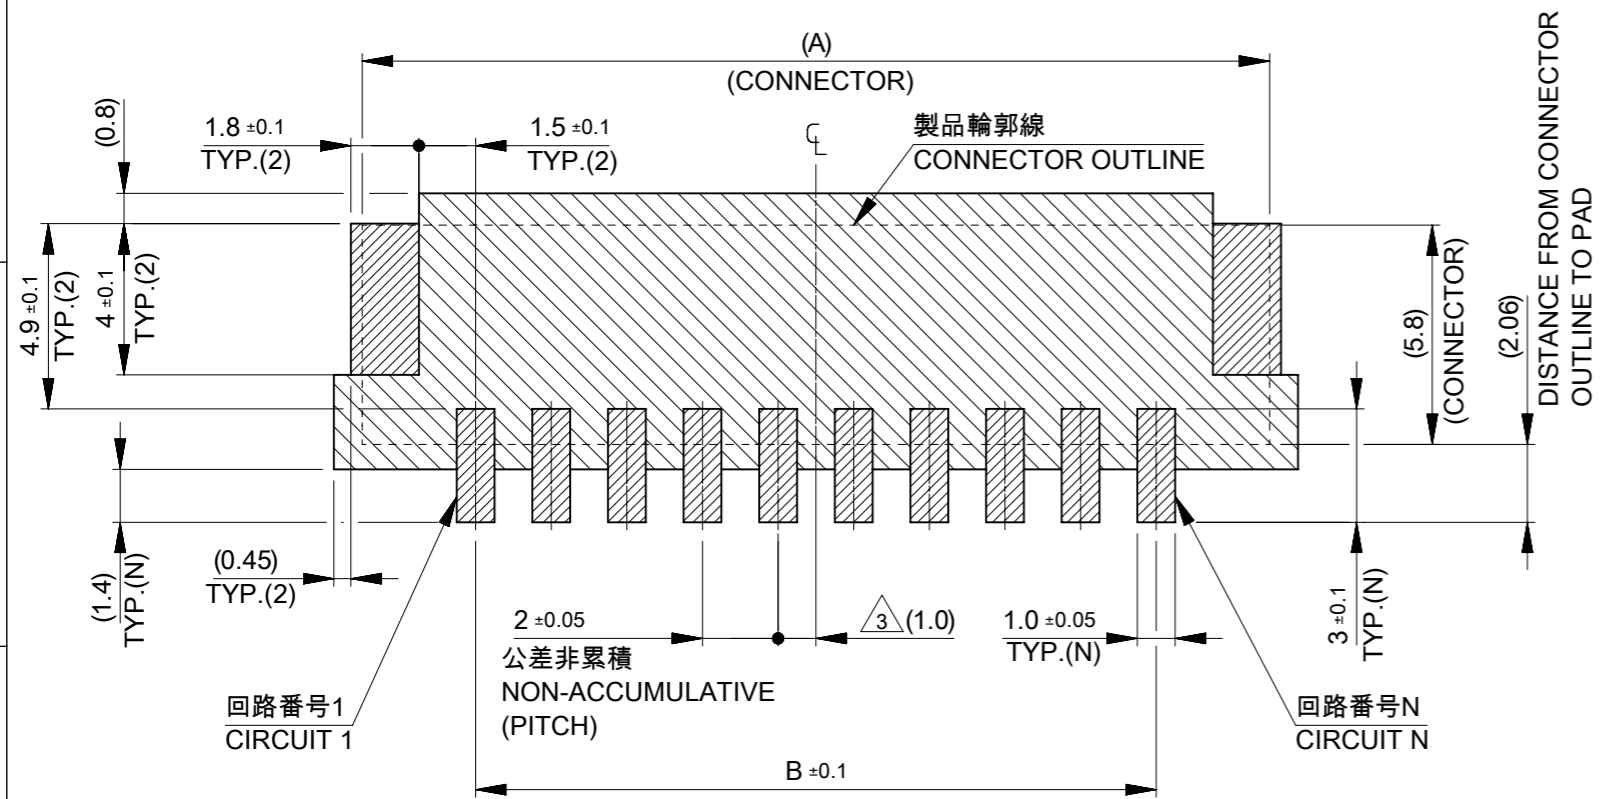 (A)
(CONNECTOR)
(0.8)
1.8 ±0.1
TYP.(2)
1.5 ±0.1
TYP.(2)
℄
製品輪郭線
CONNECTOR OUTLINE
DISTANCE FROM CONNECTOR
OUTLINE TO PAD
4.9 ±0.1
TYP.(2)
4 ±0.1
TYP.(2)
(5.8)
(CONNECTOR)
(2.06)
(1.4)
TYP.(N)
(0.45)
TYP.(2)
2 ±0.05
公差非累積
NON-ACCUMULATIVE
(PITCH)
3 (1.0)
1.0 ±0.05
TYP.(N)
3 ±0.1
TYP.(N)
回路番号1
CIRCUIT 1
回路番号N
CIRCUIT N
B ±0.1